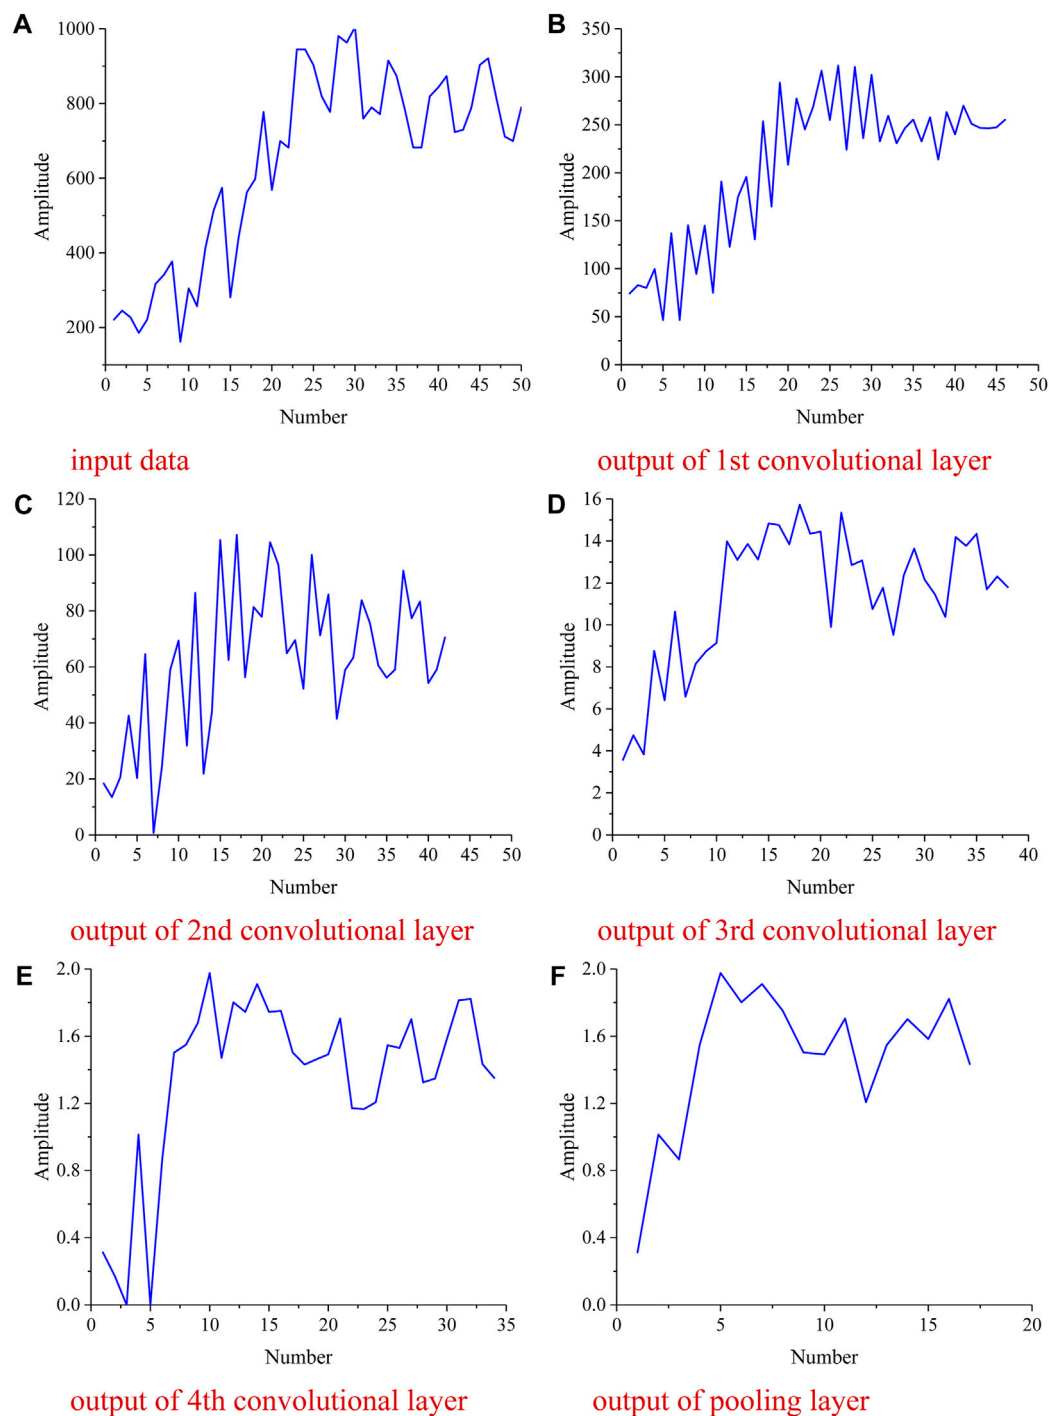 A
1000
800
600
400
200
Amplitude
5 10 15 20 25 30 35 40 45 50
Number
input data
B
350
300
250
200
150
100
50
0
Amplitude
0 5 10 15 20 25 30 35 40 45 50
Number
output of 1st convolutional layer
C
120
100
80
60
40
20
0
Amplitude
0 5 10 15 20 25 30 35 40 45 50
Number
output of 2nd convolutional layer
D
16
14
12
10
8
6
4
2
0
Amplitude
0 5 10 15 20 25 30 35 40
Number
output of 3rd convolutional layer
E
2.0
1.6
1.2
0.8
0.4
0.0
Amplitude
0 5 10 15 20 25 30 35
Number
output of 4th convolutional layer
F
2.0
1.6
1.2
0.8
0.4
0.0
Amplitude
0 5 10 15 20
Number
output of pooling layer